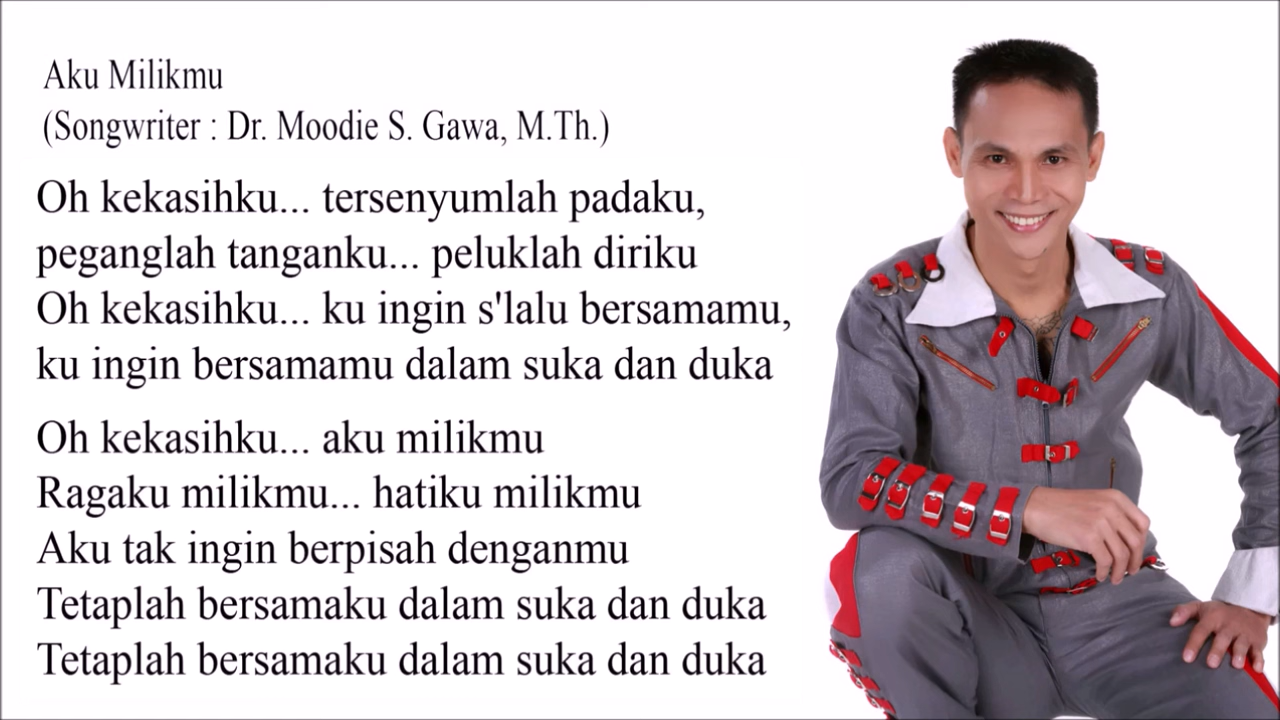 Aku Milikmu
(Songwriter : Dr. Moodie S. Gawa, M.Th.)
Oh kekasihku... tersenyumlah padaku,
peganglah tanganku... peluklah diriku
Oh kekasihku... ku ingin s'lalu bersamamu,
ku ingin bersamamu dalam suka dan duka
Oh kekasihku... aku milikmu
Ragaku milikmu... hatiku milikmu
Aku tak ingin berpisah denganmu
Tetaplah bersamaku dalam suka dan duka
Tetaplah bersamaku dalam suka dan duka